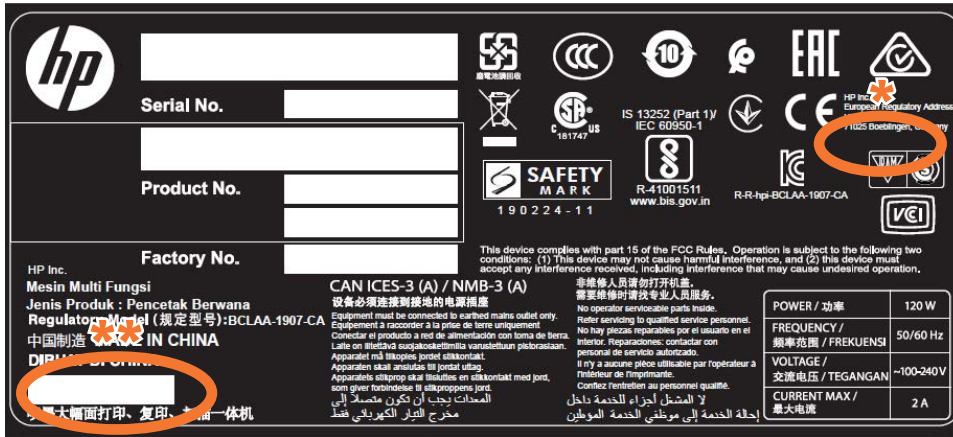 hp
Serial No.
Product No.
Factory No.
廢電池請回收
CCC
10
EAC
C 181747 US
IS 13252 (Part 1)/
IEC 60950-1
R-41001511
www.bis.gov.in
CE
HP Inc.
European Regulatory Address
71025 Boeblingen, Germany
SAFETY
MARK
190224-11
R-R-hpi-BCLAA-1907-CA
S
VCI
This device complies with part 15 of the FCC Rules. Operation is subject to the following two
conditions: (1) This device may not cause harmful interference, and (2) this device must
accept any interference received, including interference that may cause undesired operation.
HP Inc.
Mesin Multi Fungsi
Jenis Produk : Pencetak Berwana
Regulatory Model (规定型号):BCLAA-1907-CA
中国制造 IN CHINA
DIBUAT DI CHINA
大幅面打印、复印、扫描一体机
CAN ICES-3 (A) / NMB-3 (A)
设备必须连接到接地的电源插座
Equipment must be connected to earthed mains outlet only.
Équipement à raccorder à la prise de terre uniquement
Conectar el producto a red de alimentación con toma de tierra.
Laite on liitettävä suojakoskettimilla varustettuun pistorasiaan.
Apparatet må tilkoples jordet stikkontakt.
Apparaten skall anslutas till jordat uttag.
Apparatets stikprop skal tilsluttes en stikkontakt med jord,
som giver forbindelse til stikproppens jord.
المعدات يجب أن تكون متصلاً إلى
مخرج التيار الكهربائي فقط
非维修人员请勿打开机盖.
需要维修时请找专业人员服务.
No operator serviceable parts inside.
Refer servicing to qualified service personnel.
No hay piezas reparables por el usuario en el
interior. Reparaciones: contactar con
personal de servicio autorizado.
Il n'y a aucune pièce utilisable par l'opérateur à
l'intérieur de l'imprimante.
Confiez l'entretien au personnel qualifié.
لا المشغل أجزاء للخدمة داخل
إحالة الخدمة إلى موظفي الخدمة المؤهلين
POWER / 功率 120 W
FREQUENCY /
频率范围 / FREKUENSI 50/60 Hz
VOLTAGE /
交流电压 / TEGANGAN ~100-240V
CURRENT MAX /
最大电流 2 A